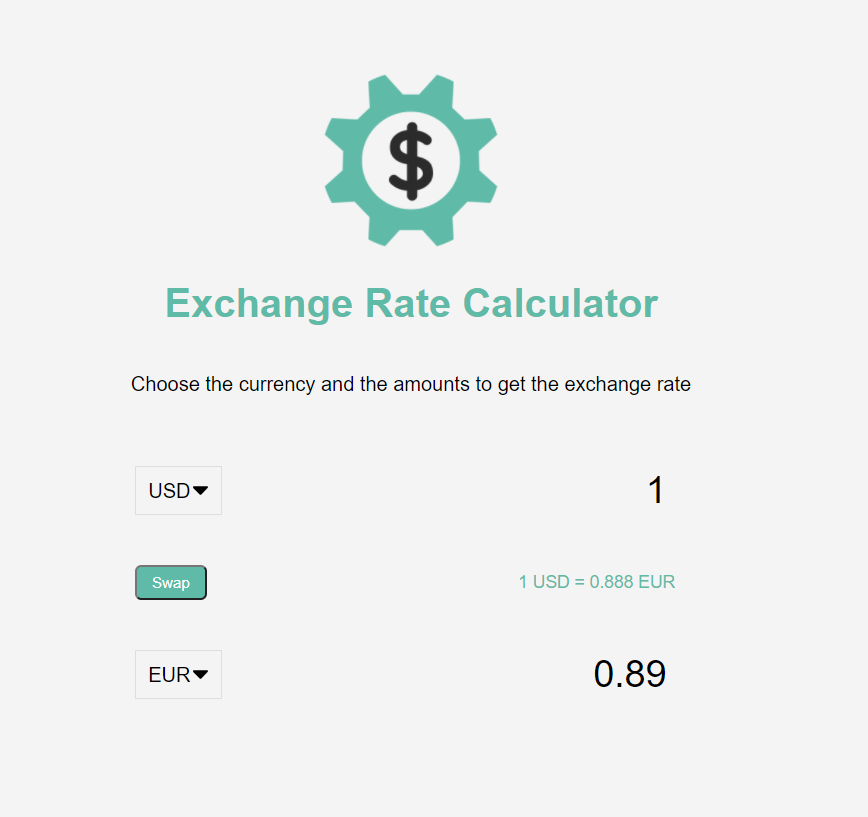 $
Exchange Rate Calculator
Choose the currency and the amounts to get the exchange rate
USD 1
Swap 1 USD = 0.888 EUR
EUR 0.89